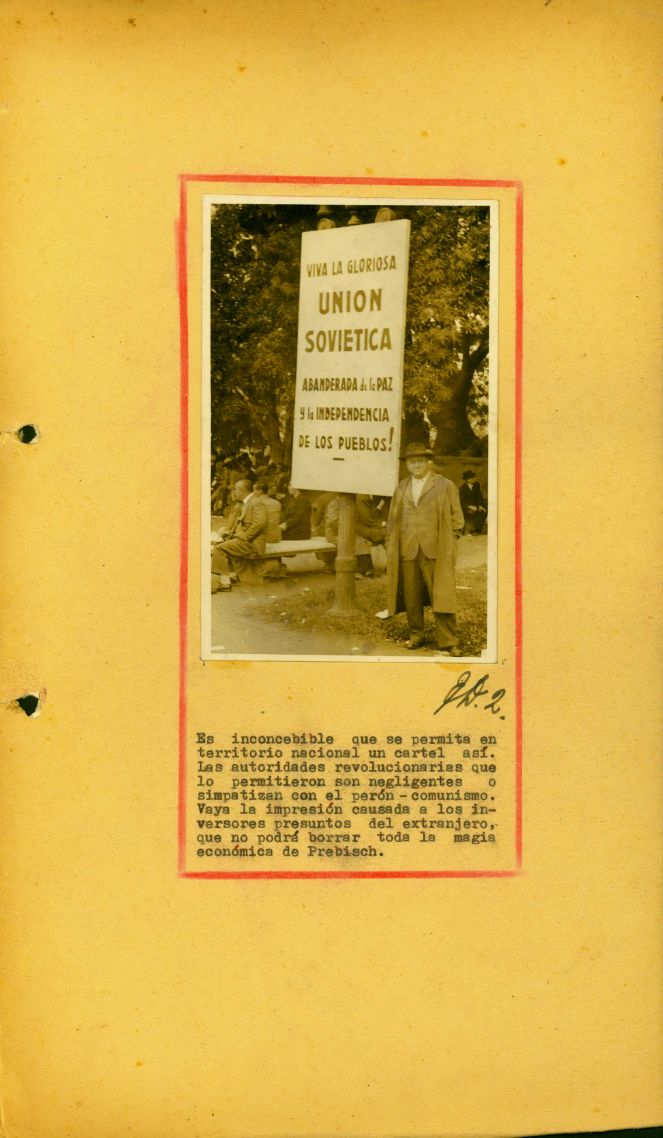 VIVA LA GLORIOSA
UNION
SOVIETICA
ABANDERADA de la PAZ
y la INDEPENDENCIA
DE LOS PUEBLOS!
2.
Es inconcebible que se permita en
territorio nacional un cartel así.
Las autoridades revolucionarias que
lo permitieron son negligentes o
simpatizan con el perón-comunismo.
Vaya la impresión causada a los in-
versores presuntos del extranjero,
que no podrá borrar toda la magia
económica de Prebisch.